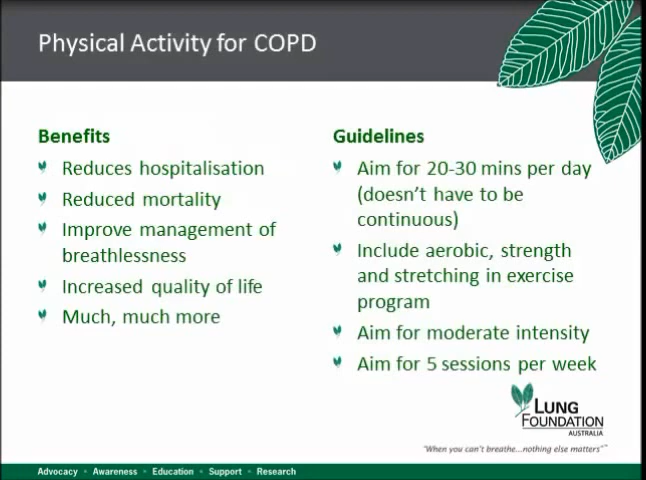 Physical Activity for COPD
Benefits
Reduces hospitalisation
Reduced mortality
Improve management of
breathlessness
Increased quality of life
Much, much more
Guidelines
Aim for 20-30 mins per day
(doesn't have to be
continuous)
Include aerobic, strength
and stretching in exercise
program
Aim for moderate intensity
Aim for 5 sessions per week
LUNG
FOUNDATION
AUSTRALIA
"When you can't breathe...nothing else matters"™
Advocacy • Awareness • Education • Support • Research